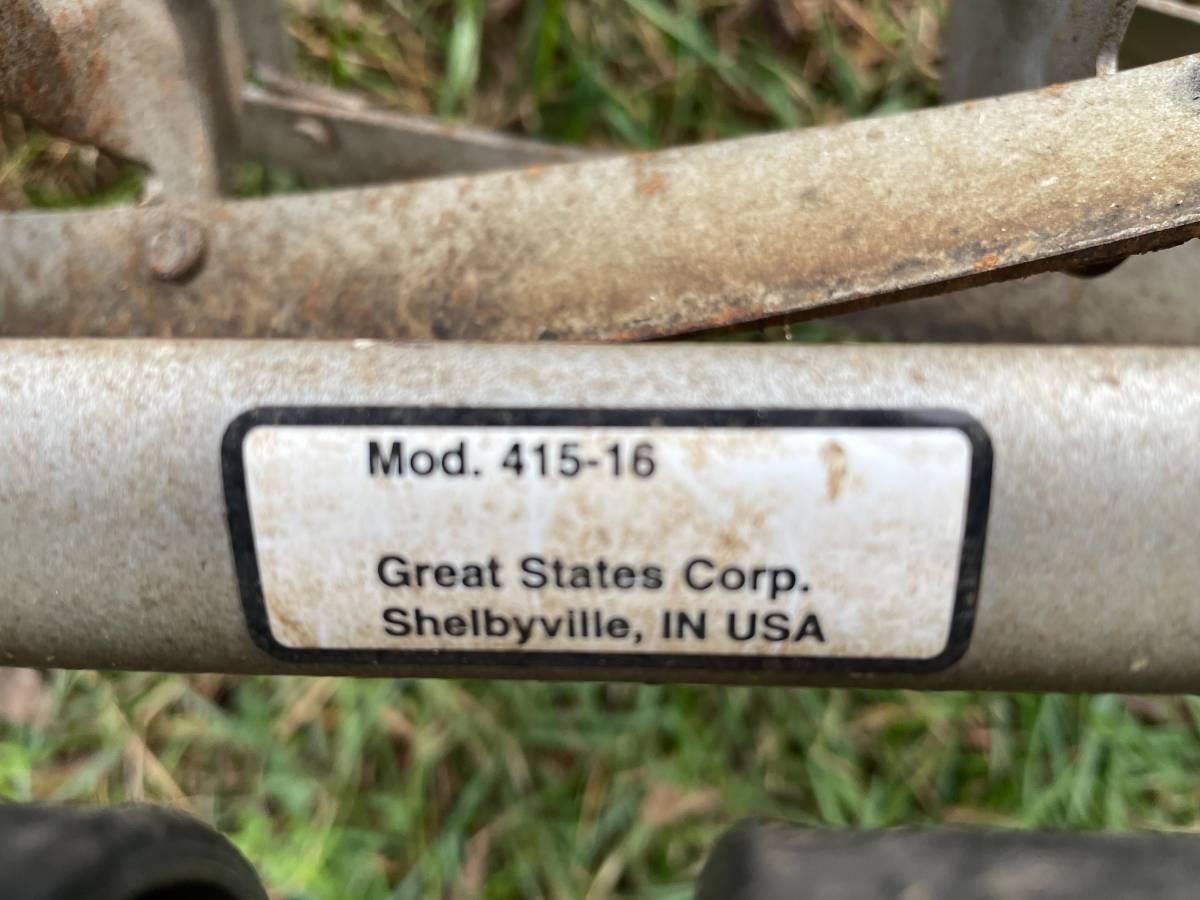 Mod. 415-16
Great States Corp.
Shelbyville, IN USA